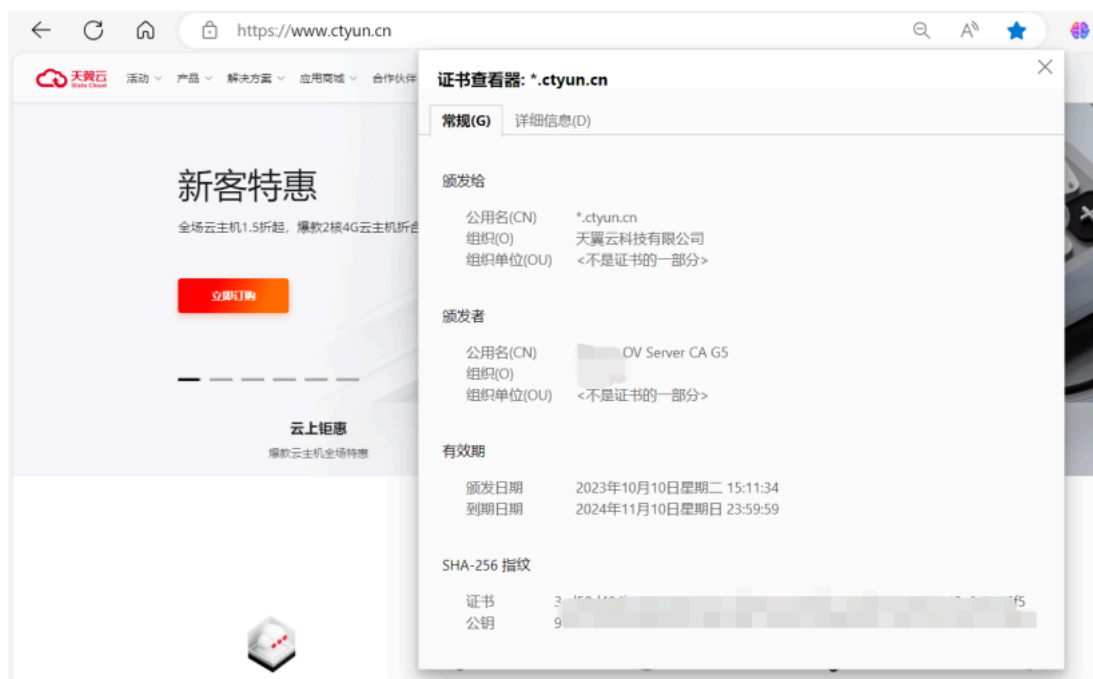 https://www.ctyun.cn
天翼云
State Cloud
活动 产品 解决方案 应用商城 合作伙伴
新客特惠
全场云主机1.5折起，爆款2核4G云主机折合
立即订购
云上钜惠
爆款云主机全场特惠
证书查看器: *.ctyun.cn
常规(G) 详细信息(D)
颁发给
公用名(CN) *.ctyun.cn
组织(O) 天翼云科技有限公司
组织单位(OU) <不是证书的一部分>
颁发者
公用名(CN) OV Server CA G5
组织(O)
组织单位(OU) <不是证书的一部分>
有效期
颁发日期 2023年10月10日星期二 15:11:34
到期日期 2024年11月10日星期日 23:59:59
SHA-256 指纹
证书
公钥